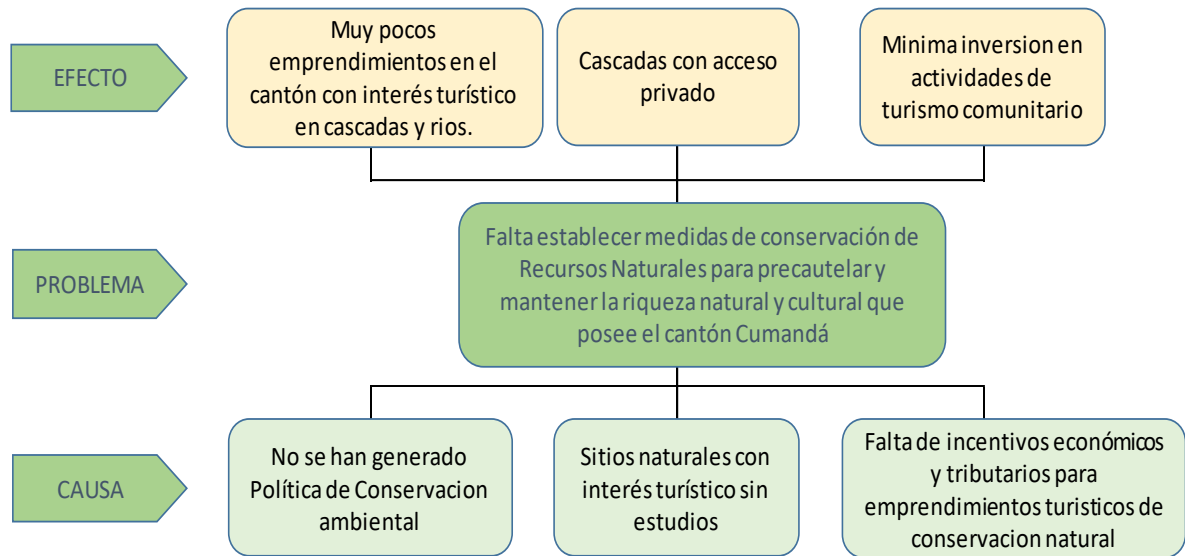 EFECTO
Muy pocos
emprendimientos en el
cantón con interés turístico
en cascadas y rios.
Cascadas con acceso
privado
Minima inversion en
actividades de
turismo comunitario
PROBLEMA
Falta establecer medidas de conservación de
Recursos Naturales para precautelar y
mantener la riqueza natural y cultural que
posee el cantón Cumandá
CAUSA
No se han generado
Política de Conservacion
ambiental
Sitios naturales con
interés turístico sin
estudios
Falta de incentivos económicos
y tributarios para
emprendimientos turisticos de
conservacion natural